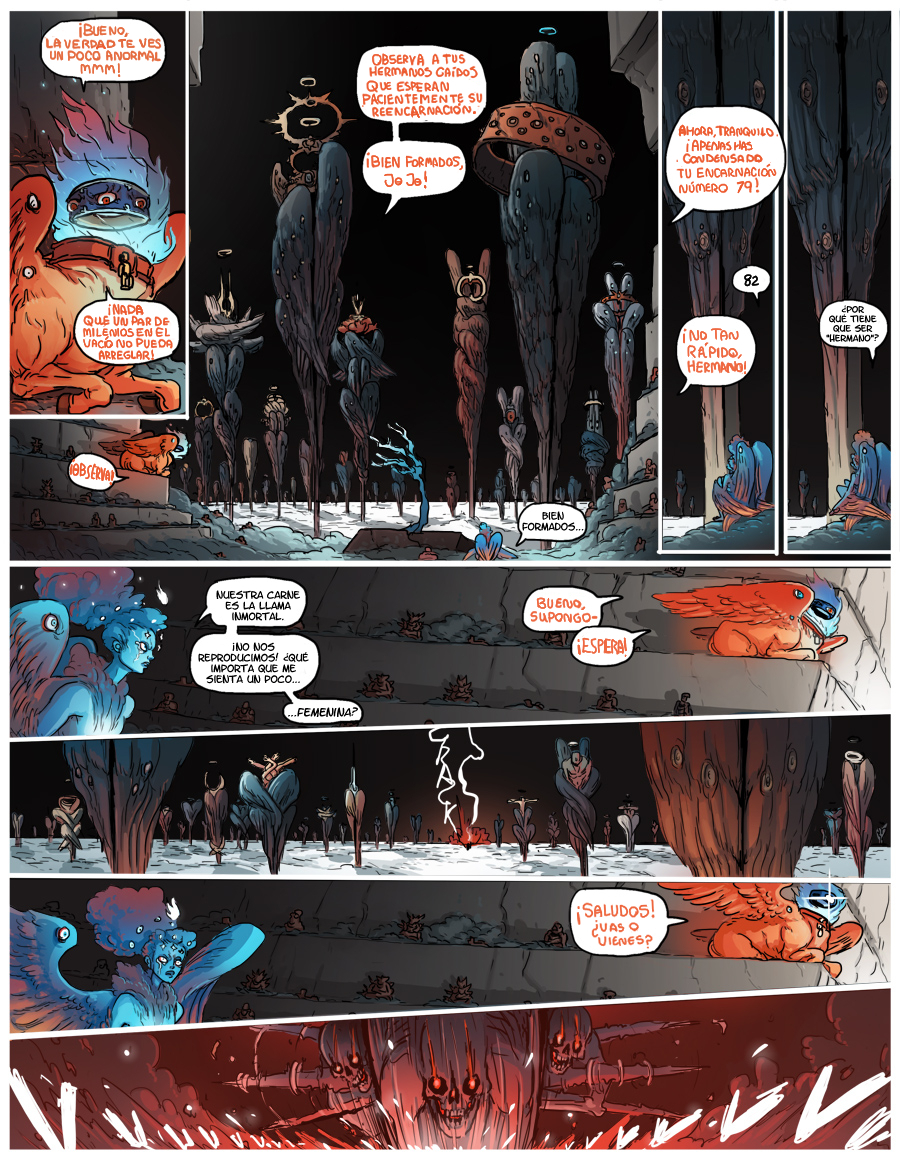 ¡BUENO,
LA VERDAD TE VES
UN POCO ANORMAL
MMM!
¡NADA
QUE UN PAR DE
MILENIOS EN EL
VACÍO NO PUEDA
ARREGLAR!
¡OBSERVA!
OBSERVA A TUS
HERMANOS CAÍDOS
QUE ESPERAN
PACIENTEMENTE SU
REENCARNACIÓN.
¡BIEN FORMADOS,
JO JO!
BIEN
FORMADOS...
AHORA, TRANQUILO.
¡APENAS HAS
CONDENSADO
TU ENCARNACIÓN
NÚMERO 79!
82
¡NO TAN
RÁPIDO,
HERMANO!
¿POR
QUÉ TIENE
QUE SER
"HERMANO"?
NUESTRA CARNE
ES LA LLAMA
INMORTAL.
¡NO NOS
REPRODUCIMOS! ¿QUÉ
IMPORTA QUE ME
SIENTA UN POCO...
...FEMENINA?
BUENO,
SUPONGO-
¡ESPERA!
CRACK
¡SALUDOS!
¿VAS O
VIENES?